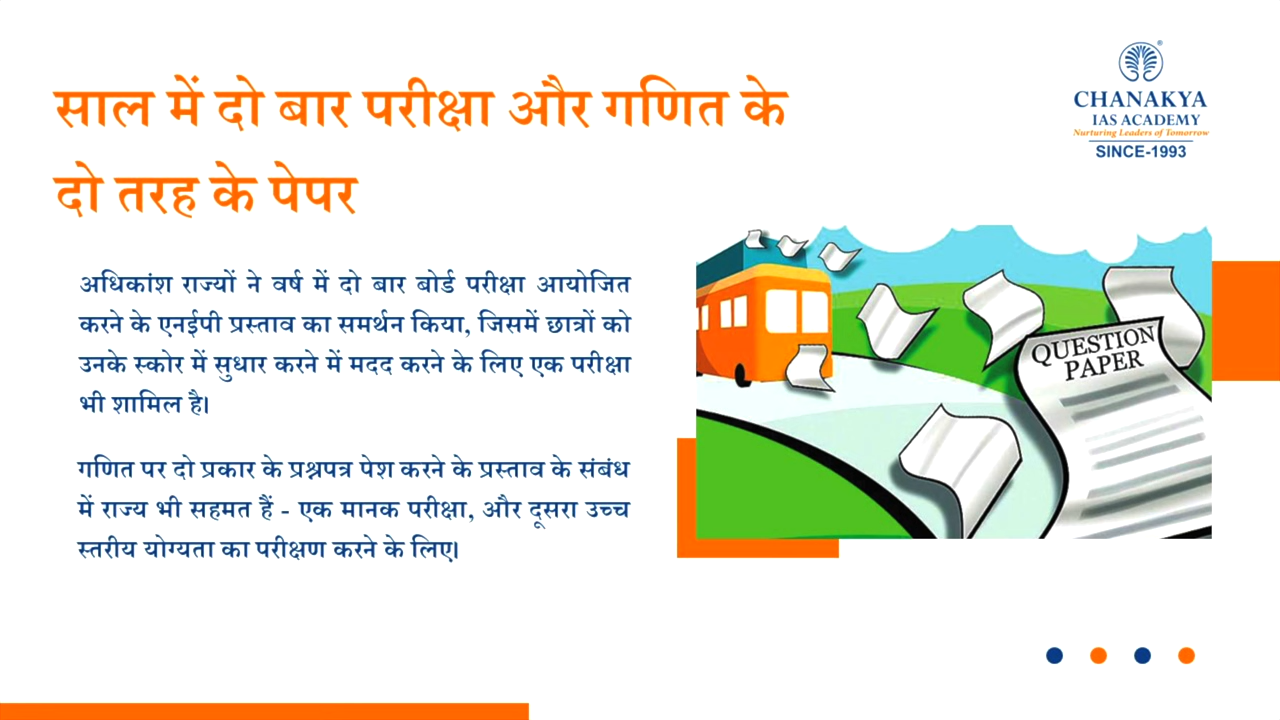 साल में दो बार परीक्षा और गणित के
दो तरह के पेपर
CHANAKYA
IAS ACADEMY
Nurturing Leaders of Tomorrow
SINCE-1993
अधिकांश राज्यों ने वर्ष में दो बार बोर्ड परीक्षा आयोजित
करने के एनईपी प्रस्ताव का समर्थन किया, जिसमें छात्रों को
उनके स्कोर में सुधार करने में मदद करने के लिए एक परीक्षा
भी शामिल है।
गणित पर दो प्रकार के प्रश्नपत्र पेश करने के प्रस्ताव के संबंध
में राज्य भी सहमत हैं - एक मानक परीक्षा, और दूसरा उच्च
स्तरीय योग्यता का परीक्षण करने के लिए।
QUESTION
PAPER